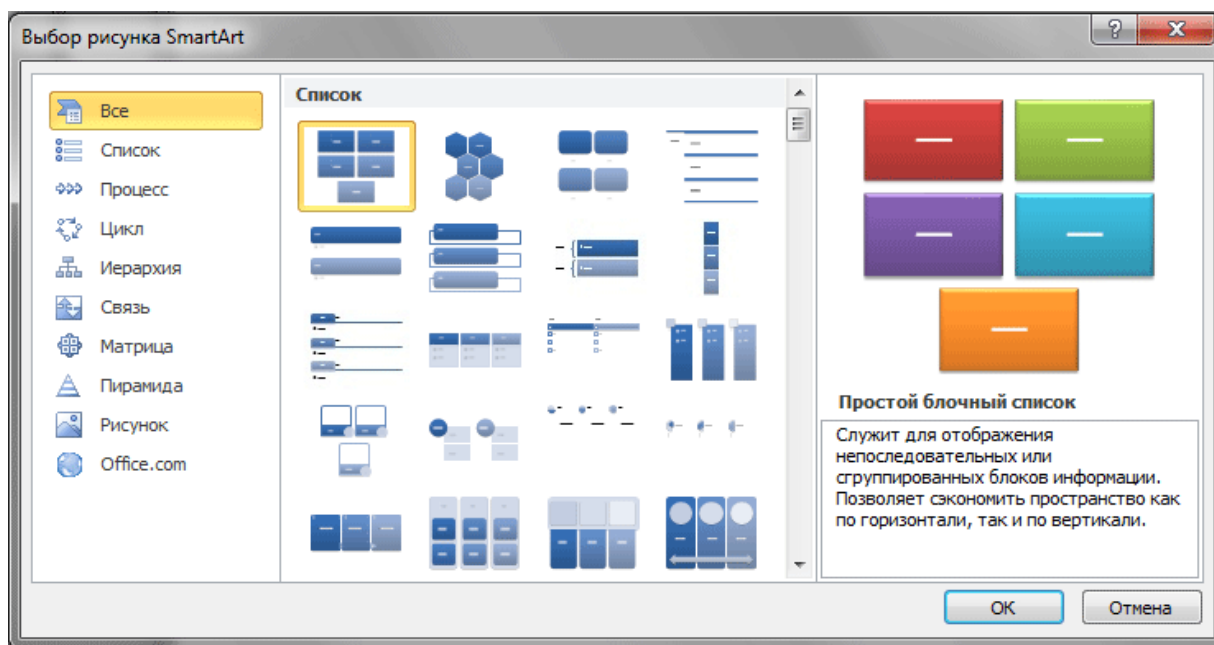 Выбор рисунка SmartArt
Все
Список
Процесс
Цикл
Иерархия
Связь
Матрица
Пирамида
Рисунок
Office.com
Список
Простой блочный список
Служит для отображения
непоследовательных или
сгруппированных блоков информации.
Позволяет сэкономить пространство как
по горизонтали, так и по вертикали.
ОК
Отмена